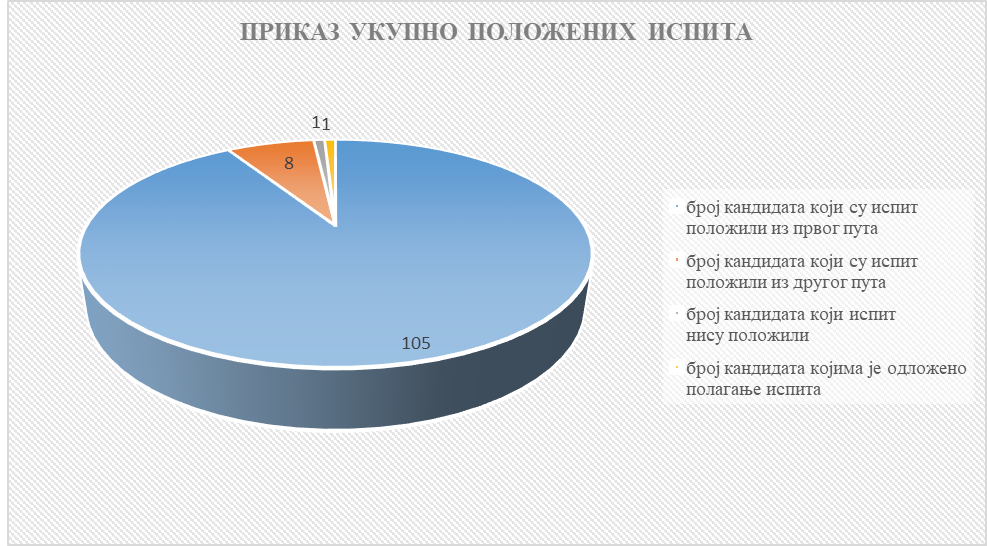 ПРИКАЗ УКУПНО ПОЛОЖЕНИХ ИСПИТА
1 1
8
105
број кандидата који су испит
положили из првог пута
број кандидата који су испит
положили из другог пута
број кандидата који испит
нису положили
број кандидата којима је одложено
полагање испита